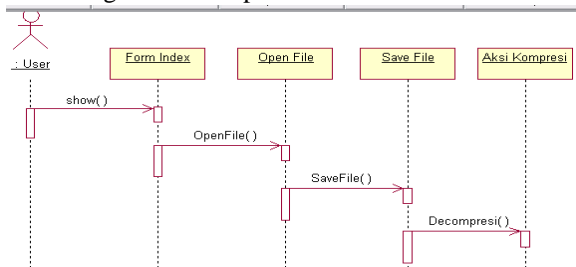 : User
Form Index
Open File
Save File
Aksi Kompresi
show( )
OpenFile( )
SaveFile( )
Decompresi( )